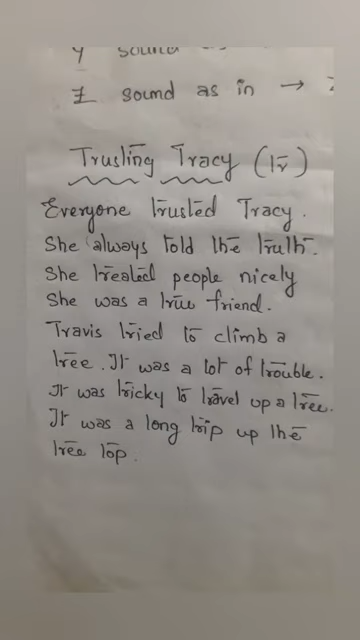 y sound as
Z sound as in →
Trusting Tracy (tr)
Everyone trusted Tracy.
She always told the truth.
She treated people nicely
She was a true friend.
Travis tried to climb a
tree. It was a lot of trouble.
It was tricky to travel up a tree.
It was a long trip up the
tree top.